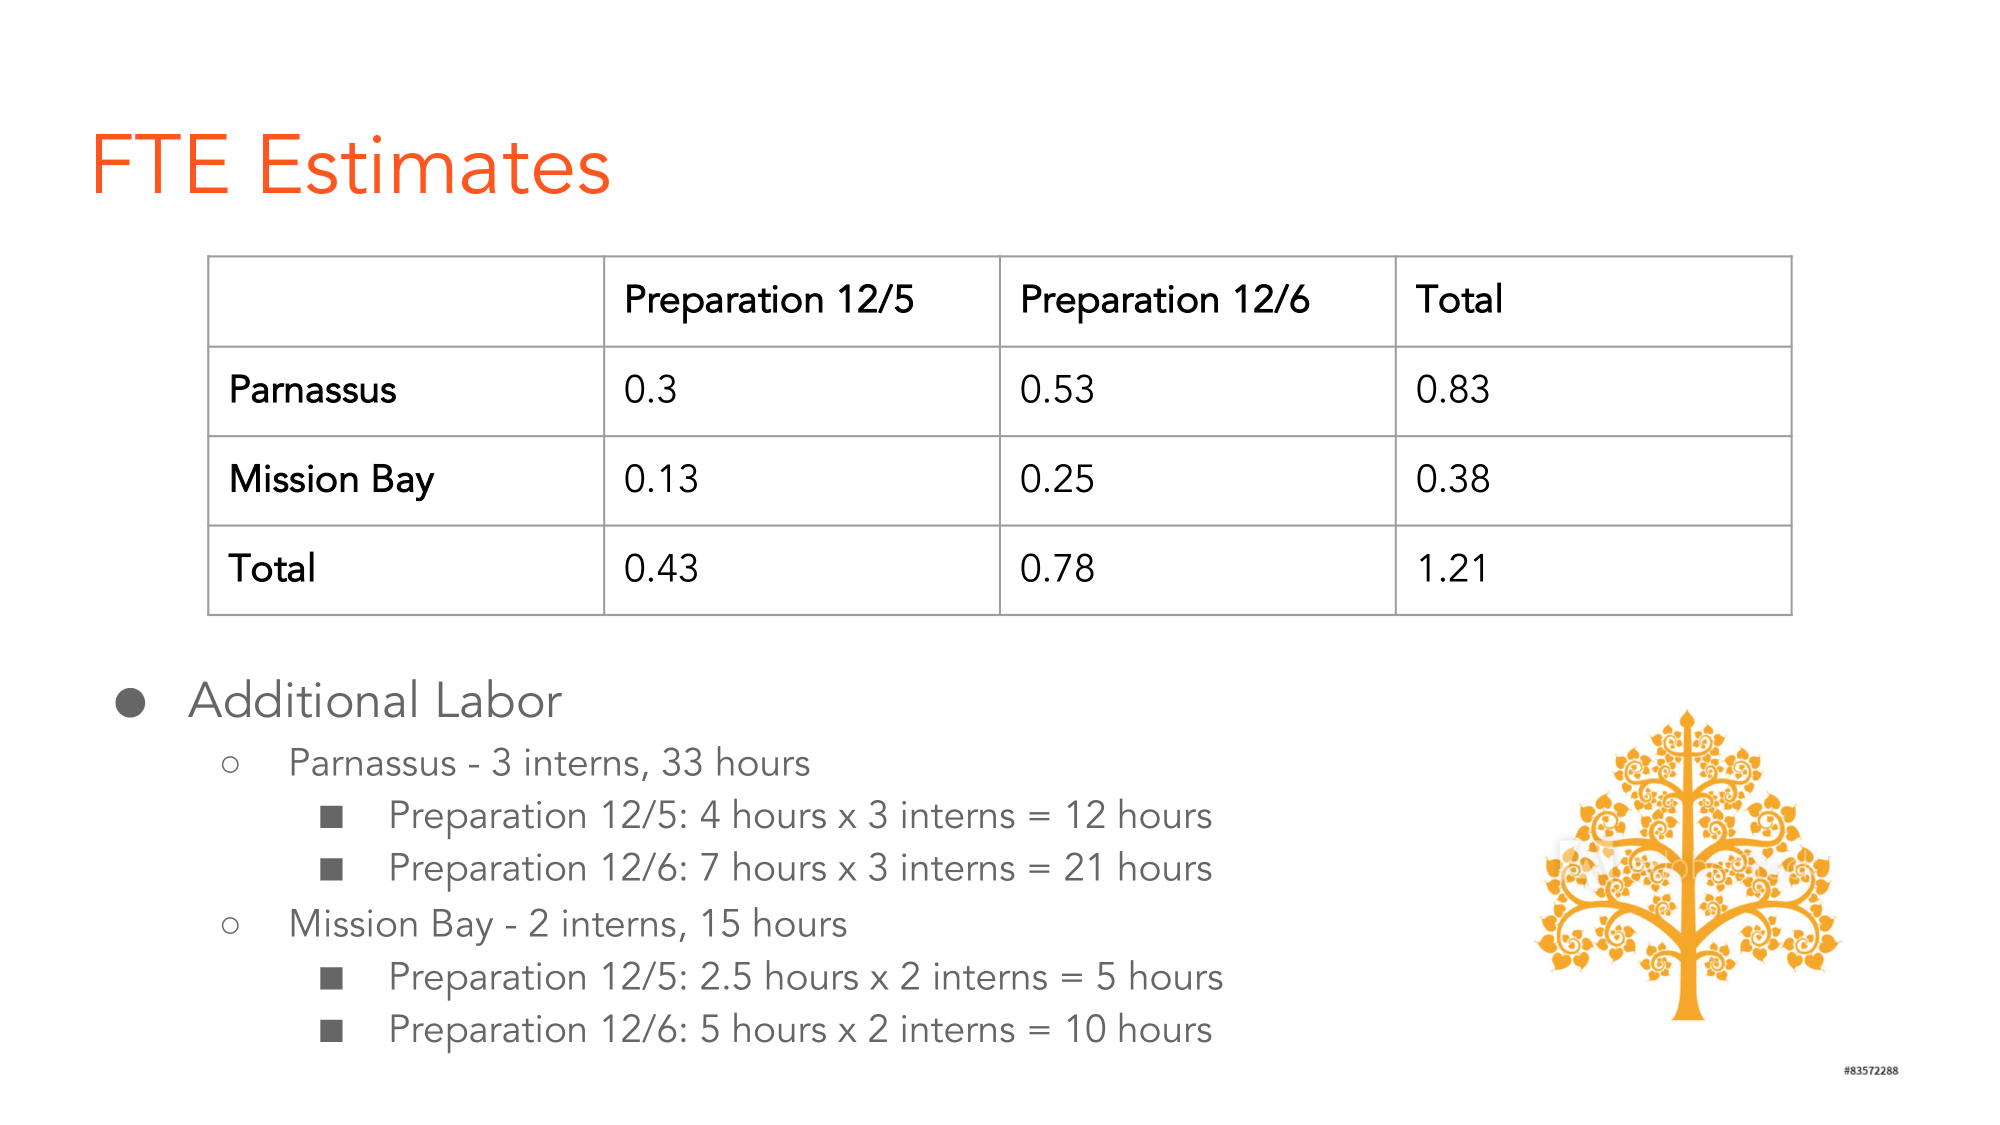 FTE Estimates
Preparation 12/5 Preparation 12/6 Total
Parnassus 0.3 0.53 0.83
Mission Bay 0.13 0.25 0.38
Total 0.43 0.78 1.21
● Additional Labor
○ Parnassus - 3 interns, 33 hours
■ Preparation 12/5: 4 hours x 3 interns = 12 hours
■ Preparation 12/6: 7 hours x 3 interns = 21 hours
○ Mission Bay - 2 interns, 15 hours
■ Preparation 12/5: 2.5 hours x 2 interns = 5 hours
■ Preparation 12/6: 5 hours x 2 interns = 10 hours
#83572288